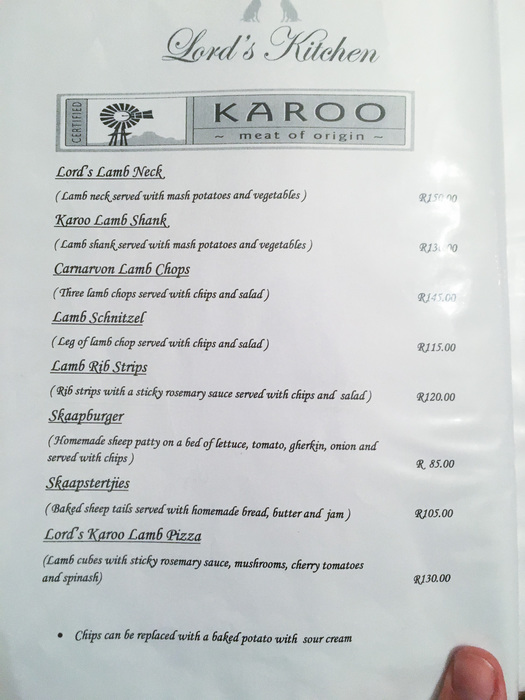 Lord's Kitchen
CERTIFIED
KAROO
~ meat of origin ~
Lord's Lamb Neck
(Lamb neck served with mash potatoes and vegetables)
Karoo Lamb Shank
(Lamb shank served with mash potatoes and vegetables)
Carnarvon Lamb Chops
(Three lamb chops served with chips and salad) R145.00
Lamb Schnitzel
(Leg of lamb chop served with chips and salad) R115.00
Lamb Rib Strips
(Rib strips with a sticky rosemary sauce served with chips and salad) R120.00
Skaapburger
(Homemade sheep patty on a bed of lettuce, tomato, gherkin, onion and
served with chips) R 85.00
Skaapstertjies
(Baked sheep tails served with homemade bread, butter and jam) R105.00
Lord's Karoo Lamb Pizza
(Lamb cubes with sticky rosemary sauce, mushrooms, cherry tomatoes
and spinash) R130.00
• Chips can be replaced with a baked potato with sour cream